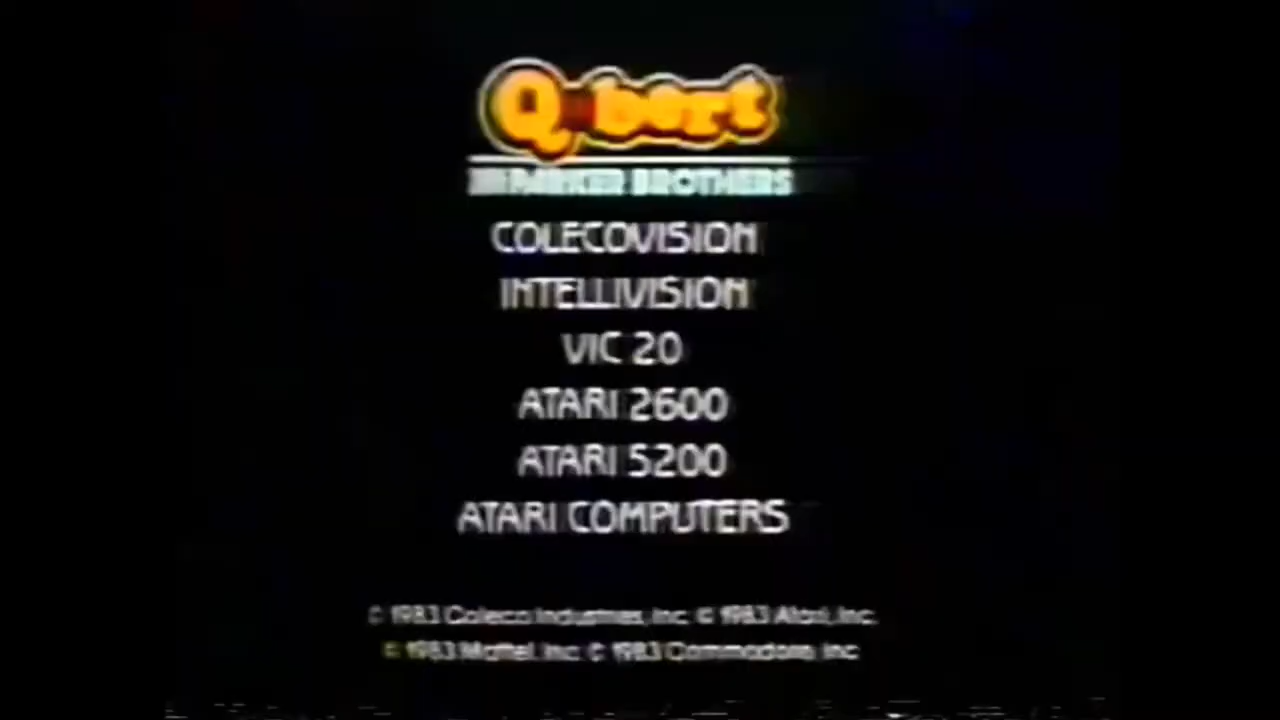 Q*bert
PARKER BROTHERS
COLECOVISION
INTELLIVISION
VIC 20
ATARI 2600
ATARI 5200
ATARI COMPUTERS
© 1983 Coleco Industries, Inc. © 1983 Atari, Inc.
© 1983 Mattel, Inc. © 1983 Commodore, Inc.